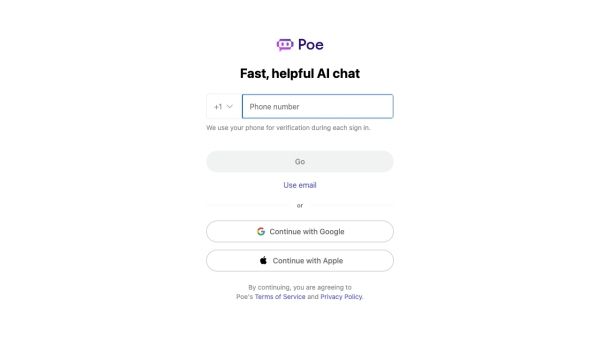 Poe
Fast, helpful AI chat
+1
Phone number
We use your phone for verification during each sign in.
Go
Use email
or
Continue with Google
Continue with Apple
By continuing, you are agreeing to
Poe's Terms of Service and Privacy Policy.